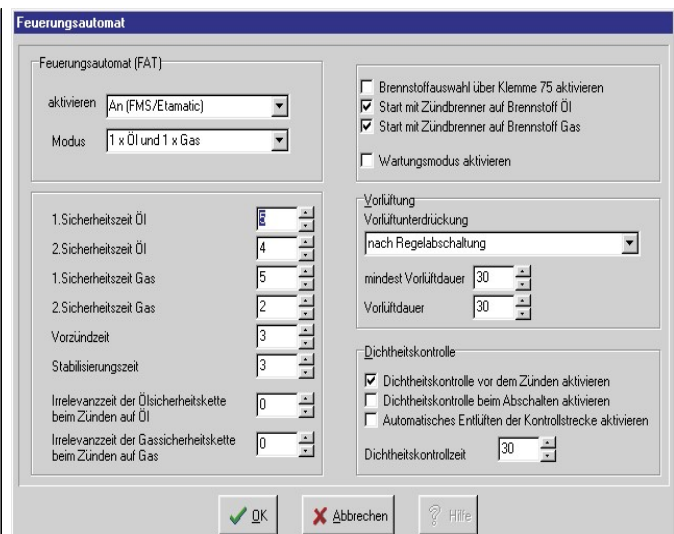 Feuerungsautomat
Feuerungsautomat (FAT)
aktivieren An (FMS/Etamatic)
Modus 1 x Öl und 1 x Gas
1.Sicherheitszeit Öl 5
2.Sicherheitszeit Öl 4
1.Sicherheitszeit Gas 5
2.Sicherheitszeit Gas 2
Vorzündzeit 3
Stabilisierungszeit 3
Irrelevanzzeit der Ölsicherheitskette
beim Zünden auf Öl 0
Irrelevanzzeit der Gassicherheitskette
beim Zünden auf Gas 0
Brennstoffauswahl über Klemme 75 aktivieren
Start mit Zündbrenner auf Brennstoff Öl
Start mit Zündbrenner auf Brennstoff Gas
Wartungsmodus aktivieren
Vorlüftung
Vorlüftunterdrückung
nach Regelabschaltung
mindest Vorlüftdauer 30
Vorlüftdauer 30
Dichtheitskontrolle
Dichtheitskontrolle vor dem Zünden aktivieren
Dichtheitskontrolle beim Abschalten aktivieren
Automatisches Entlüften der Kontrollstrecke aktivieren
Dichtheitskontrollzeit 30
OK Abbrechen Hilfe